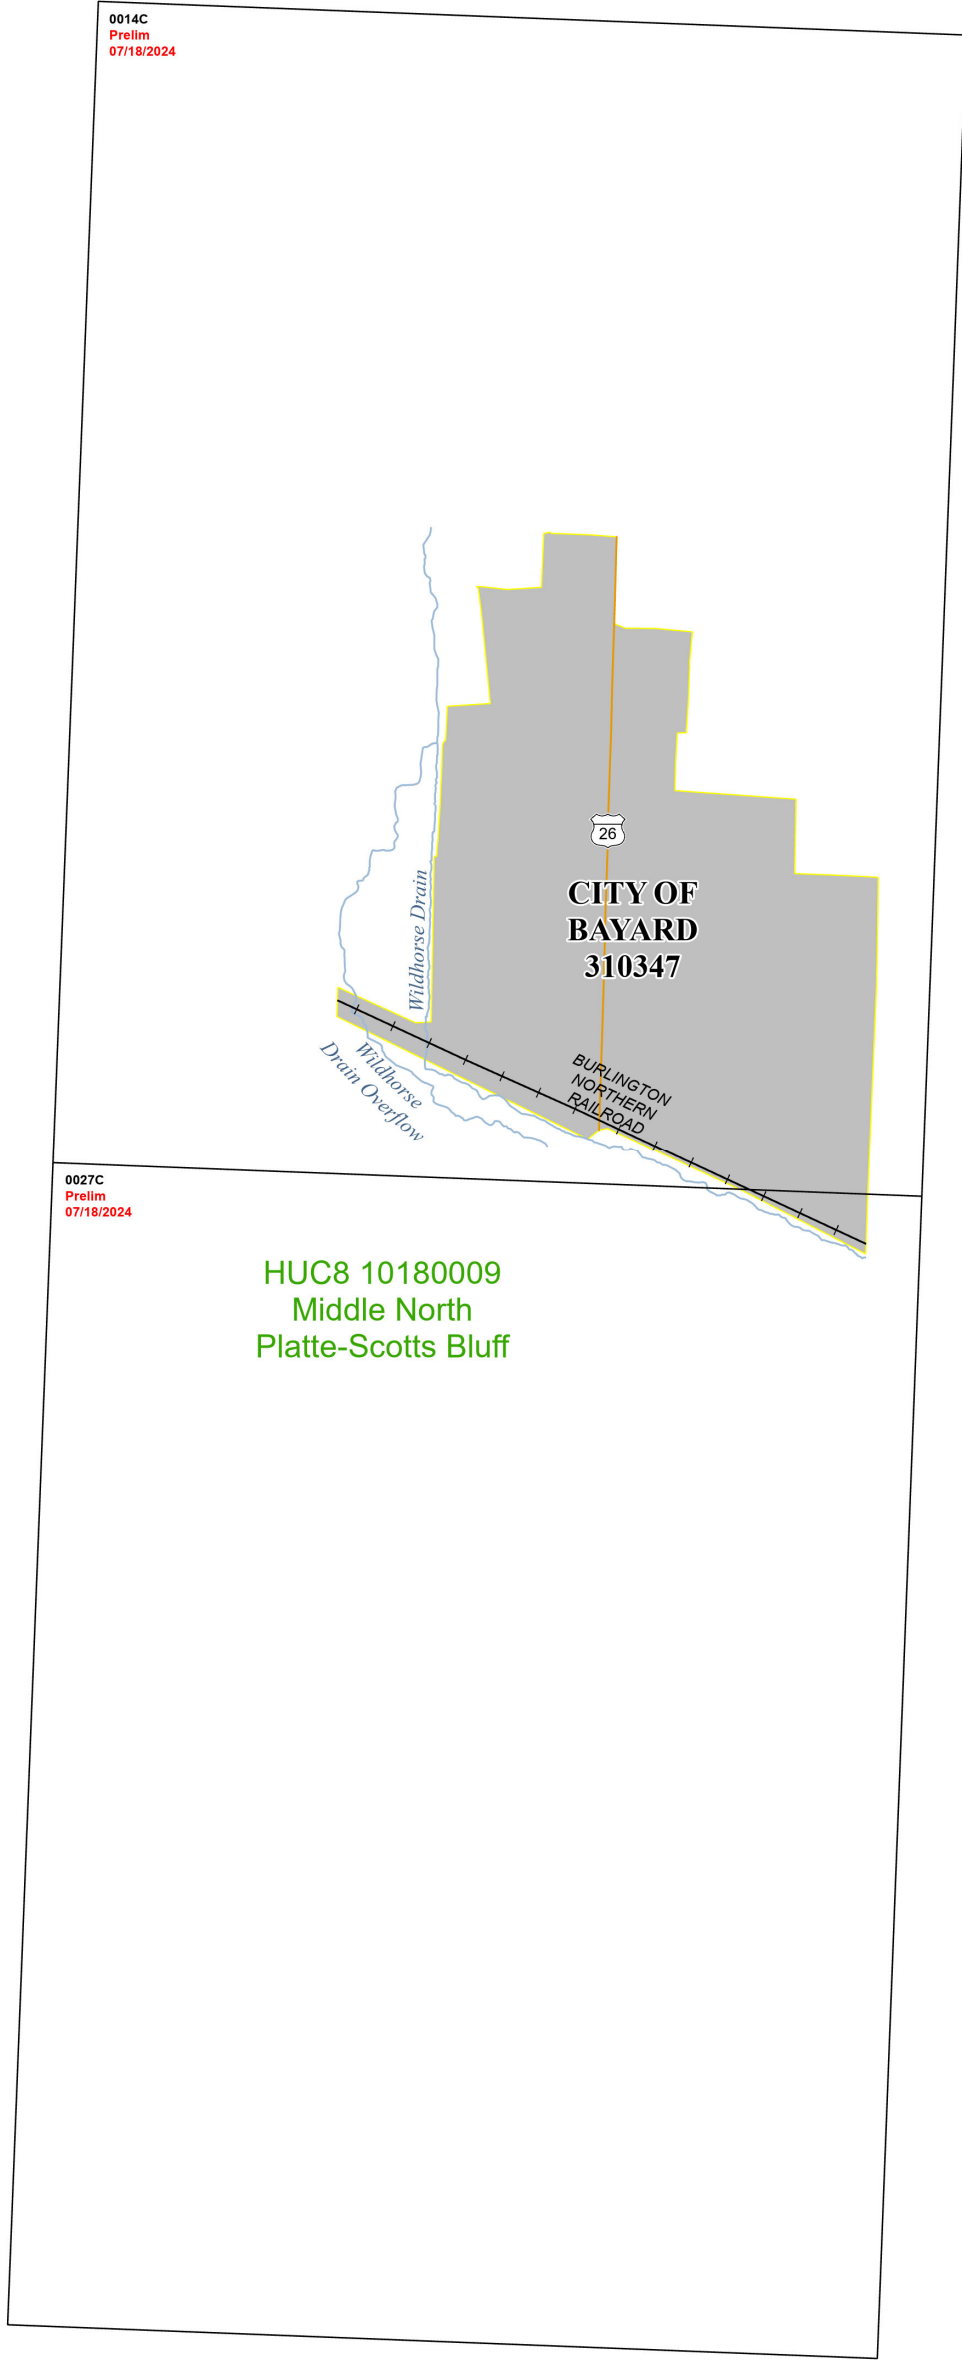 0014C
Prelim
07/18/2024
26
CITY OF
BAYARD
310347
Wildhorse Drain
Wildhorse
Drain Overflow
BURLINGTON
NORTHERN
RAILROAD
0027C
Prelim
07/18/2024
HUC8 10180009
Middle North
Platte-Scotts Bluff